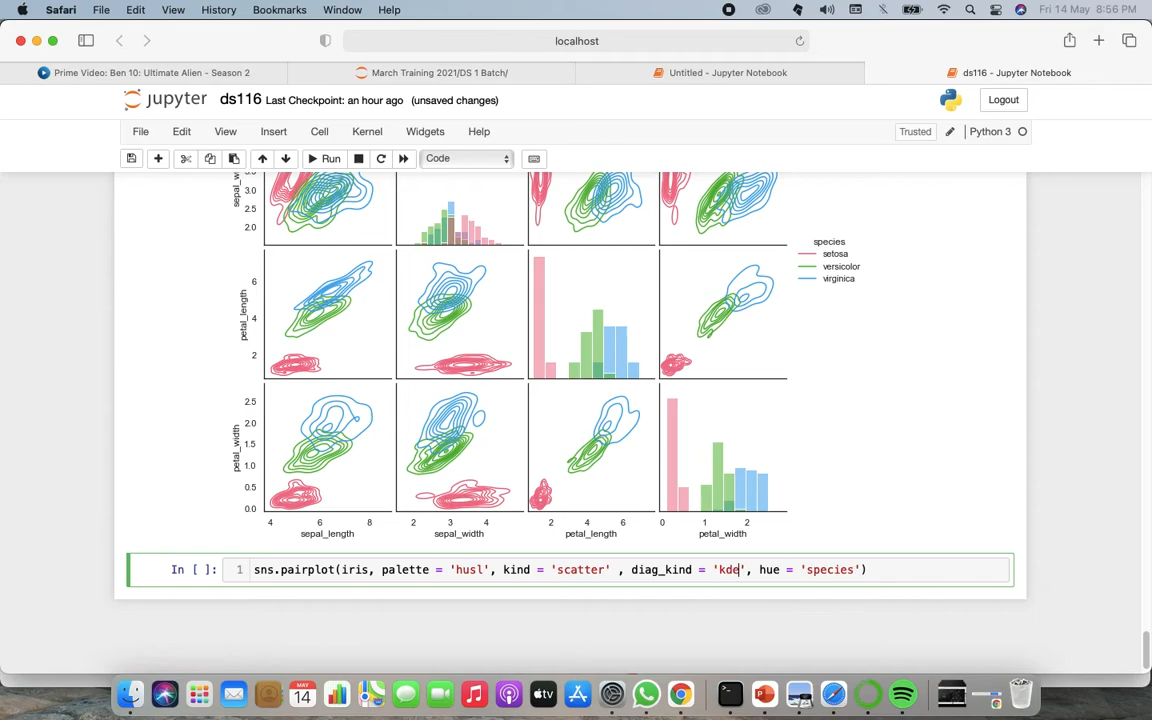 Safari File Edit View History Bookmarks Window Help Fri 14 May 8:56 PM
localhost
Prime Video: Ben 10: Ultimate Alien - Season 2 March Training 2021/DS 1 Batch/ Untitled - Jupyter Notebook ds116 - Jupyter Notebook
jupyter ds116 Last Checkpoint: an hour ago (unsaved changes) Logout
File Edit View Insert Cell Kernel Widgets Help Trusted Python 3
Run Code
sepal_w
3.0
2.5
2.0
species
setosa
versicolor
virginica
petal_length
6
4
2
petal_width
2.5
2.0
1.5
1.0
0.5
0.0
4 6 8 2 3 4 2 4 6 0 1 2
sepal_length sepal_width petal_length petal_width
In [ ]: 1 sns.pairplot(iris, palette = 'husl', kind = 'scatter' , diag_kind = 'kde', hue = 'species')
MAY
14
tv